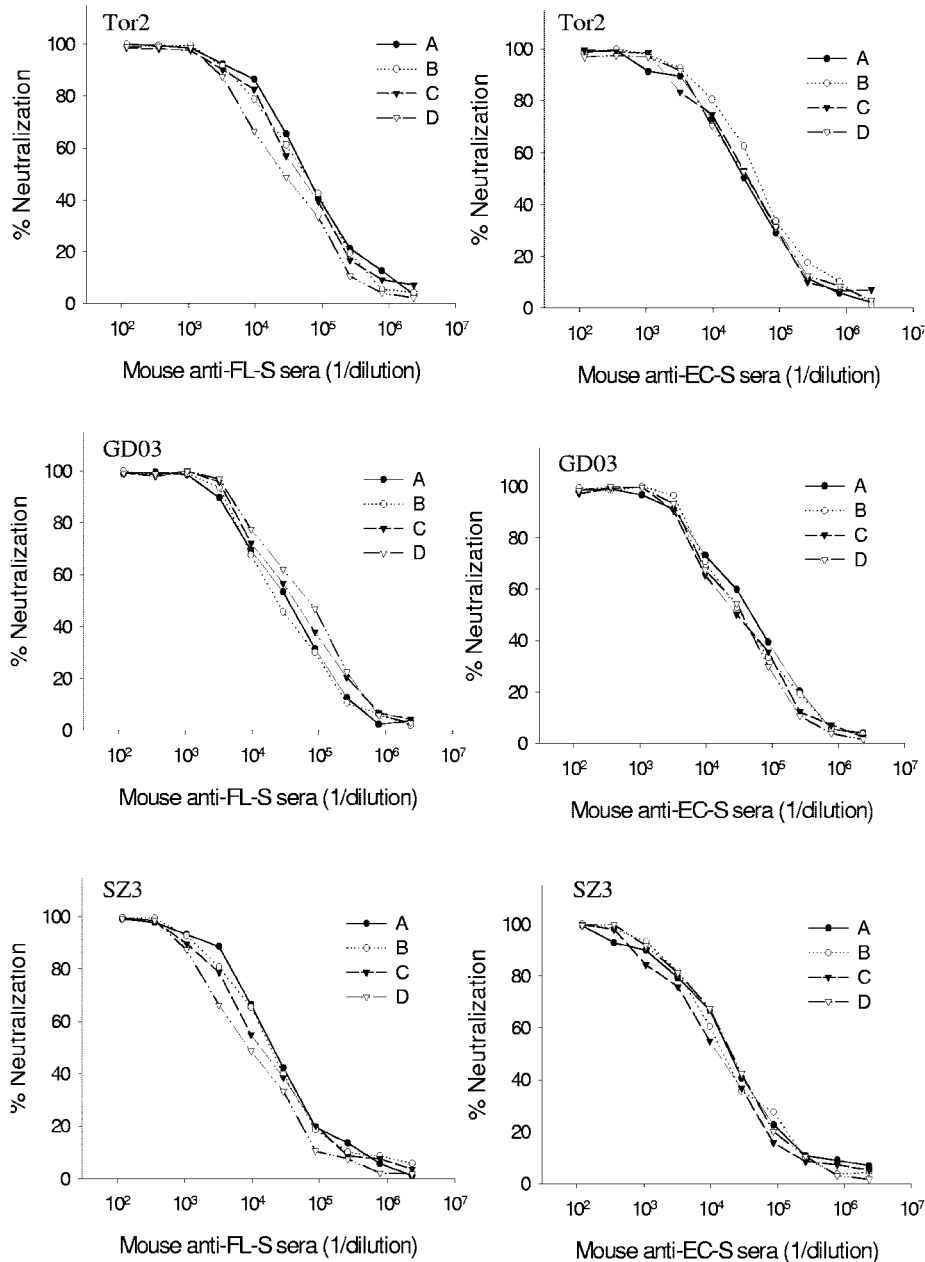 Tor2
100
80
60
40
20
0
% Neutralization
A
B
C
D
10² 10³ 10⁴ 10⁵ 10⁶ 10⁷
Mouse anti-FL-S sera (1/dilution)
Tor2
100
80
60
40
20
0
% Neutralization
A
B
C
D
10² 10³ 10⁴ 10⁵ 10⁶ 10⁷
Mouse anti-EC-S sera (1/dilution)
GD03
100
80
60
40
20
0
% Neutralization
A
B
C
D
10² 10³ 10⁴ 10⁵ 10⁶ 10⁷
Mouse anti-FL-S sera (1/dilution)
GD03
100
80
60
40
20
0
% Neutralization
A
B
C
D
10² 10³ 10⁴ 10⁵ 10⁶ 10⁷
Mouse anti-EC-S sera (1/dilution)
SZ3
100
80
60
40
20
0
% Neutralization
A
B
C
D
10² 10³ 10⁴ 10⁵ 10⁶ 10⁷
Mouse anti-FL-S sera (1/dilution)
SZ3
100
80
60
40
20
0
% Neutralization
A
B
C
D
10² 10³ 10⁴ 10⁵ 10⁶ 10⁷
Mouse anti-EC-S sera (1/dilution)